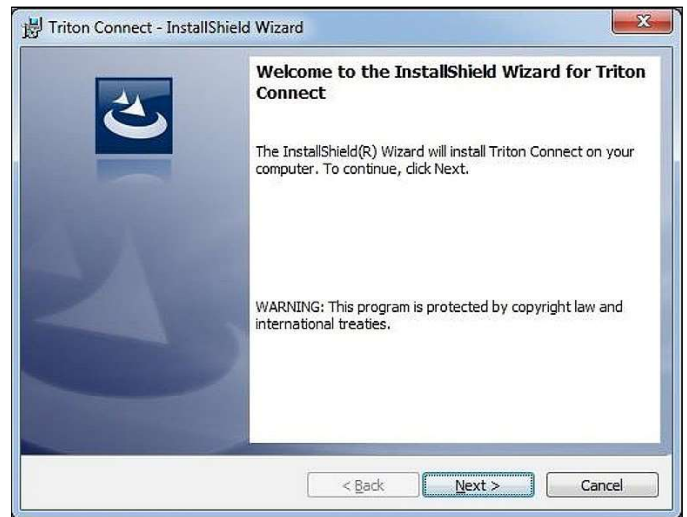 Triton Connect - InstallShield Wizard
Welcome to the InstallShield Wizard for Triton
Connect
The InstallShield(R) Wizard will install Triton Connect on your
computer. To continue, click Next.
WARNING: This program is protected by copyright law and
international treaties.
< Back
Next >
Cancel